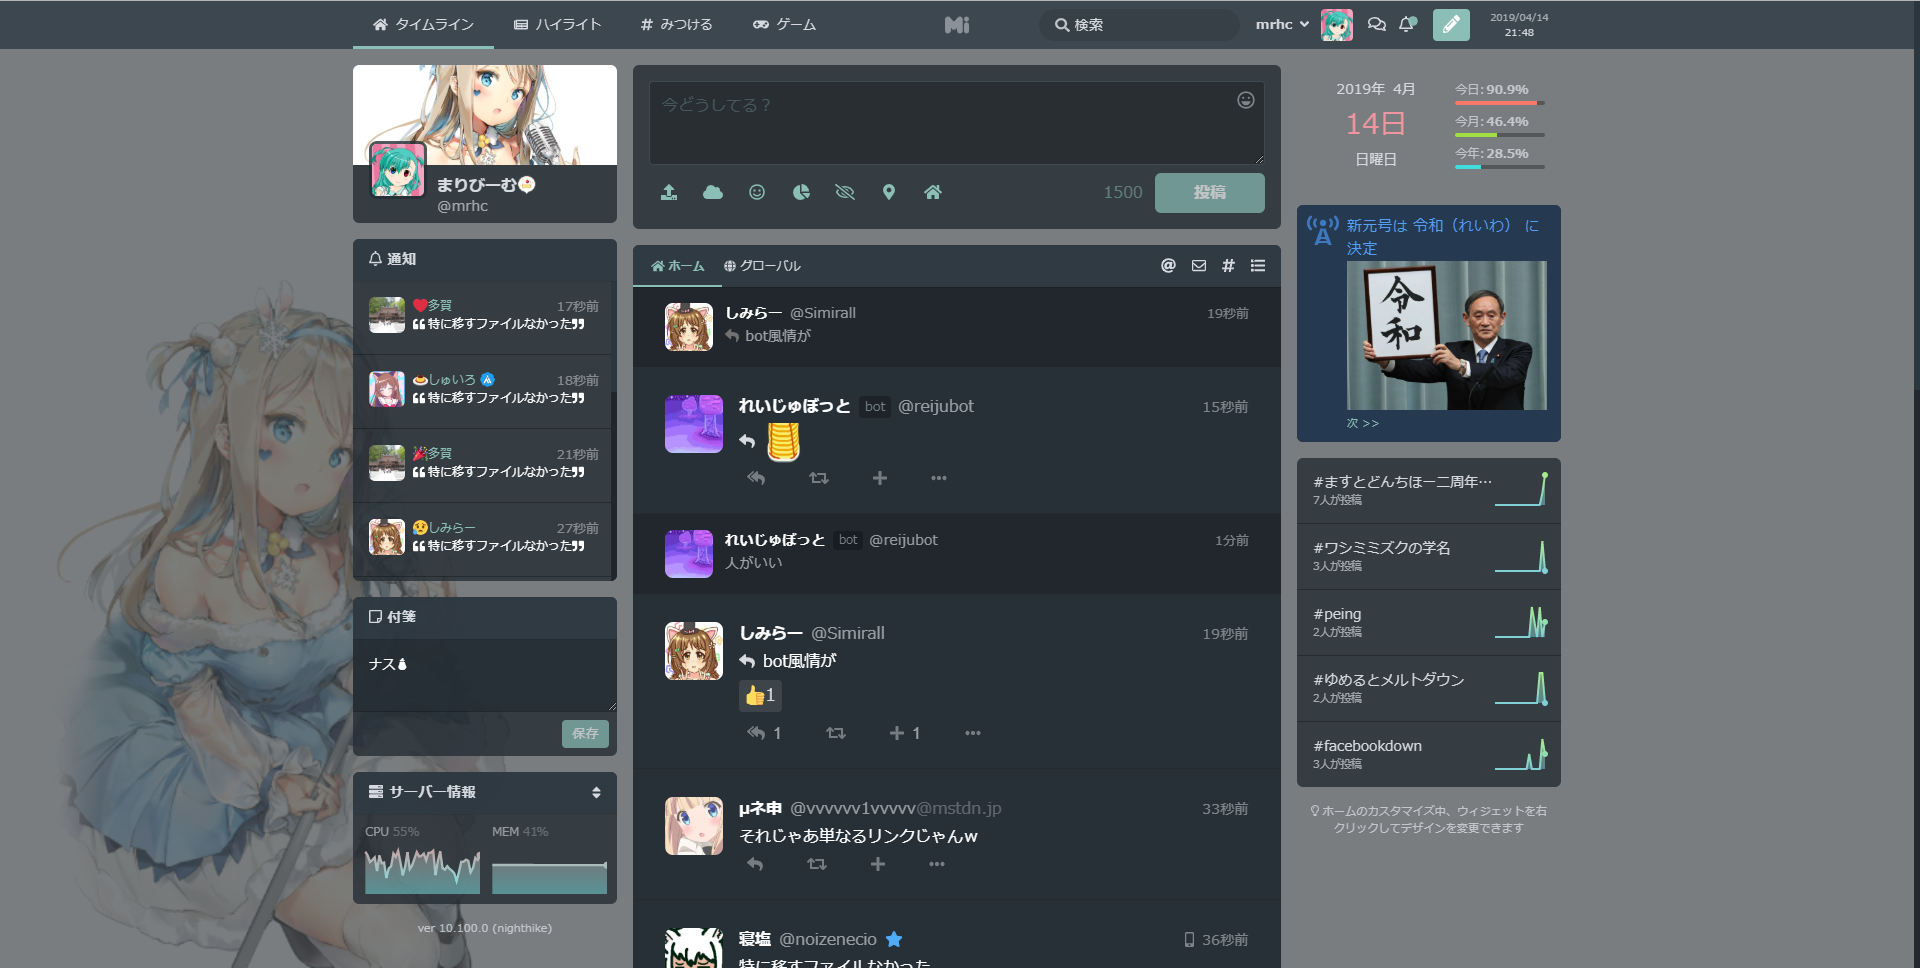 タイムライン
ハイライト
みつける
ゲーム
Mi
検索
mrhc
2019/04/14
21:48
まりびーむ
@mrhc
通知
多賀
17秒前
特に移すファイルなかった
しゅいろ
18秒前
特に移すファイルなかった
多賀
21秒前
特に移すファイルなかった
しみらー
27秒前
特に移すファイルなかった
付箋
ナス
保存
サーバー情報
CPU 55%
MEM 41%
ver 10.100.0 (nighthike)
今どうしてる？
1500
投稿
ホーム
グローバル
しみらー @Simirall
19秒前
bot風情が
れいじゅぼっと bot @reijubot
15秒前
れいじゅぼっと bot @reijubot
1分前
人がいい
しみらー @Simirall
19秒前
bot風情が
1
1
1
μネ申 @vvvvvv1vvvvv@mstdn.jp
33秒前
それじゃあ単なるリンクじゃんw
寝塩 @noizenecio
36秒前
特に移すファイルなかった
2019年 4月
14日
日曜日
今日: 90.9%
今月: 46.4%
今年: 28.5%
新元号は 令和（れいわ） に
決定
令和
次 >>
#ますとどんちほー二周年…
7人が投稿
#ワシミミズクの学名
3人が投稿
#peing
2人が投稿
#ゆめるとメルトダウン
2人が投稿
#facebookdown
3人が投稿
ホームのカスタマイズ中、ウィジェットを右
クリックしてデザインを変更できます